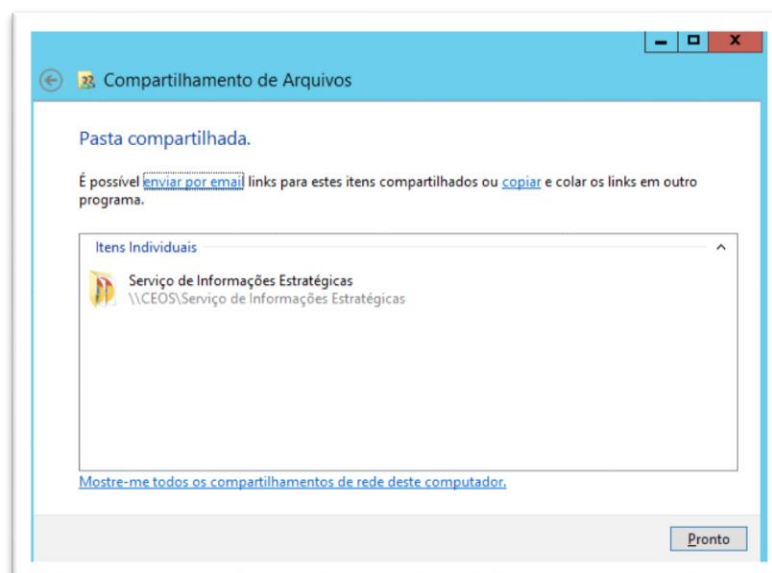 Compartilhamento de Arquivos
Pasta compartilhada.
É possível enviar por email links para estes itens compartilhados ou copiar e colar os links em outro
programa.
Itens Individuais
Serviço de Informações Estratégicas
\\CEOS\Serviço de Informações Estratégicas
Mostre-me todos os compartilhamentos de rede deste computador.
Pronto